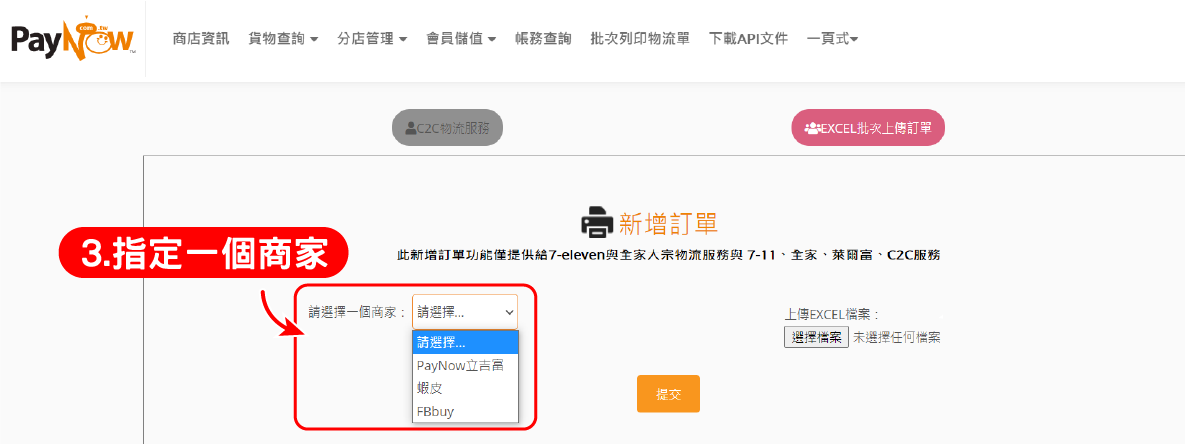 PayNow
com.tw
商店資訊 貨物查詢 分店管理 會員儲值 帳務查詢 批次列印物流單 下載API文件 一頁式
C2C物流服務
EXCEL批次上傳訂單
新增訂單
3.指定一個商家
此新增訂單功能僅提供給7-eleven與全家大宗物流服務與 7-11、全家、萊爾富、C2C服務
請選擇一個商家： 請選擇...
請選擇...
PayNow立吉富
蝦皮
FBbuy
上傳EXCEL檔案：
選擇檔案 未選擇任何檔案
提交